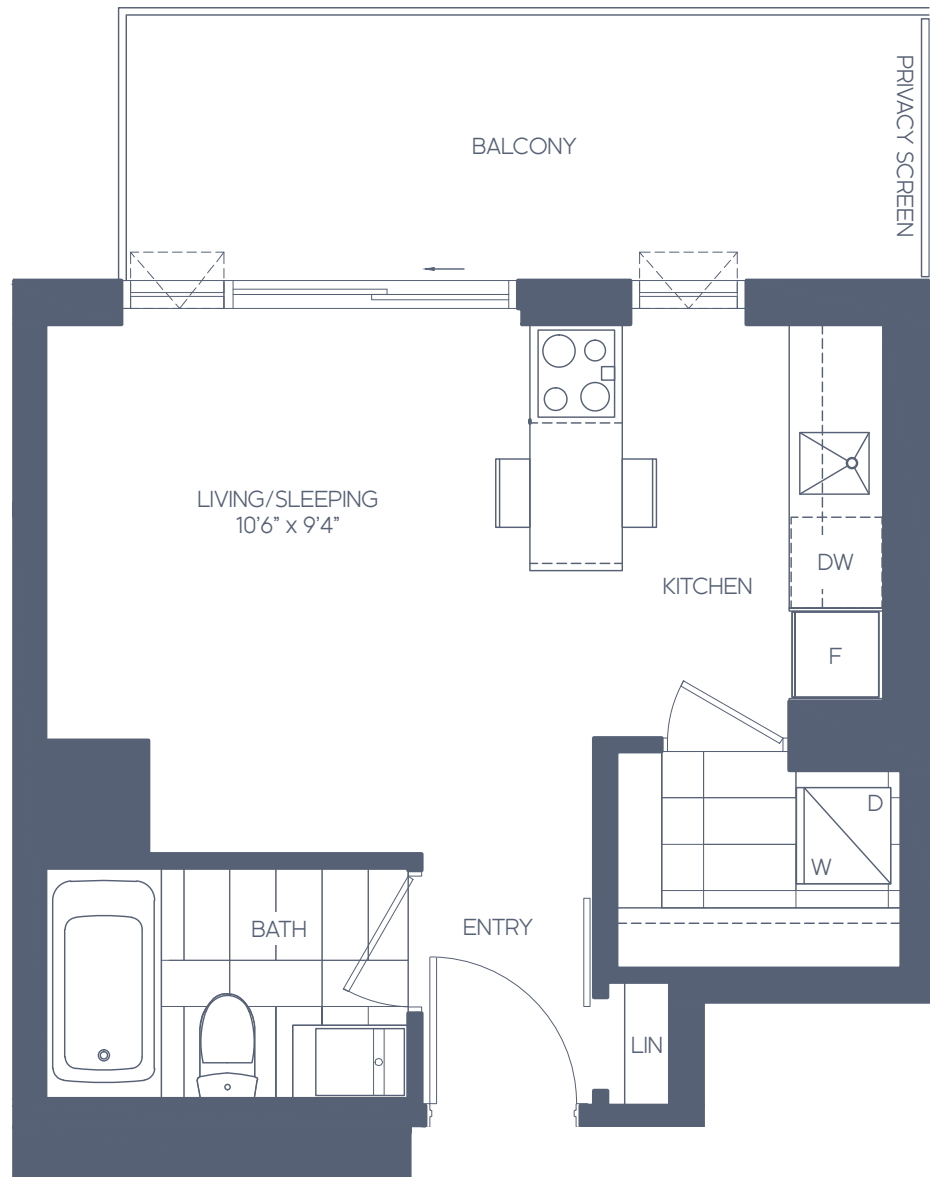 BALCONY
PRIVACY SCREEN
LIVING/SLEEPING
10’6” x 9’4”
DW
KITCHEN
F
D
W
BATH
ENTRY
LIN